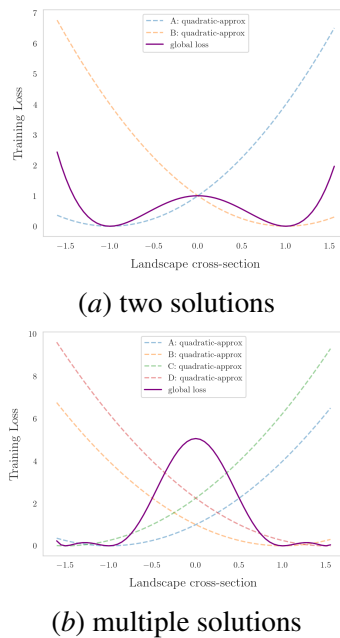 7
6
5
4
3
2
1
0
Training Loss
A: quadratic-approx
B: quadratic-approx
global loss
−1.5 −1.0 −0.5 0.0 0.5 1.0 1.5
Landscape cross-section
(a) two solutions
10
8
6
4
2
0
Training Loss
A: quadratic-approx
B: quadratic-approx
C: quadratic-approx
D: quadratic-approx
global loss
−1.5 −1.0 −0.5 0.0 0.5 1.0 1.5
Landscape cross-section
(b) multiple solutions